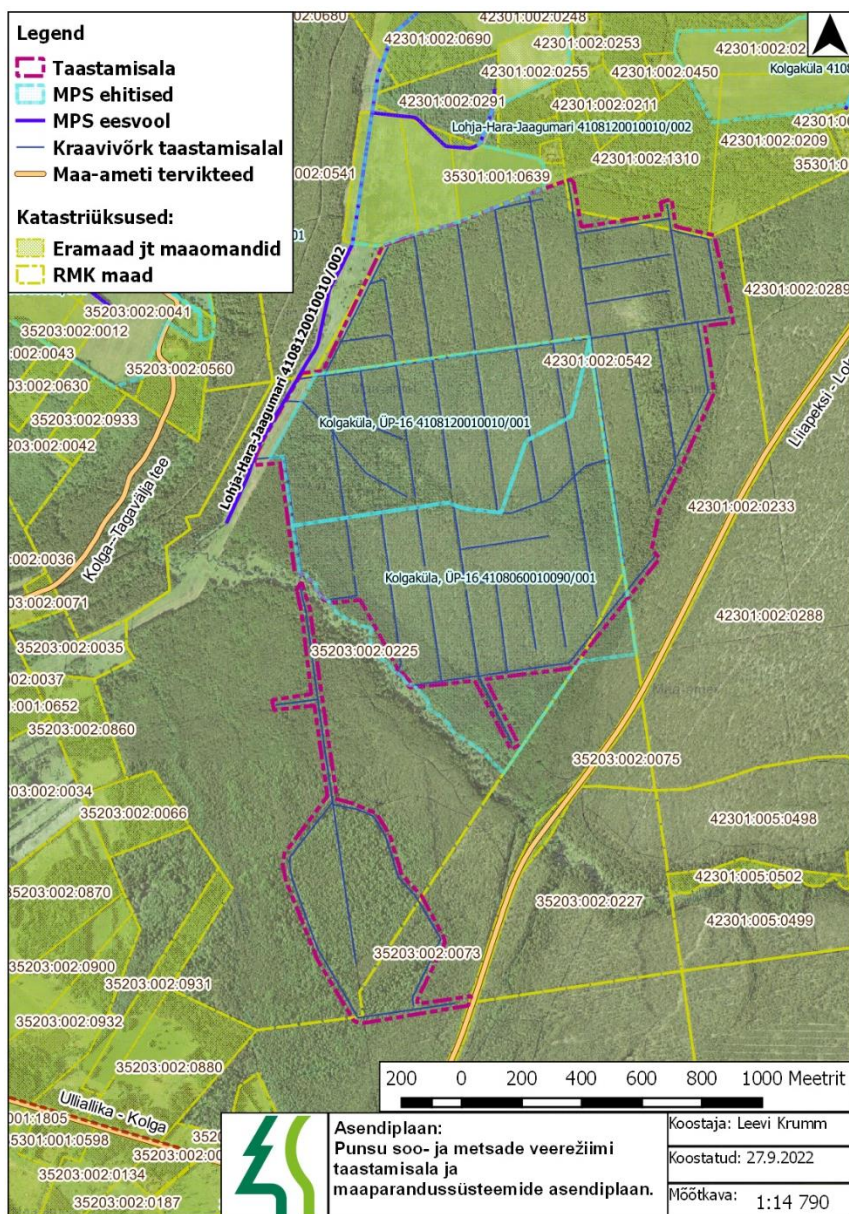 Legend
Taastamisala
MPS ehitised
MPS eesvool
Kraavivõrk taastamisalal
Maa-ameti tervikteed
Katastriüksused:
Eramaad jt maaomandid
RMK maad
42301:002:0248
42301:002:0690
42301:002:0253
42301:002:0255
42301:002:0450
42301:002:0291
42301:002:0211
Lohja-Hara-Jaagumari 4108120010010/002
42301:002:0209
42301:002:1310
35301:001:0639
Lohja-Hara-Jaagumari 4108120010010/002
42301:002:0289
35203:002:0041
35203:002:0012
35203:002:0560
42301:002:0542
35203:002:0933
Kolgaküla, ÜP-16 4108120010010/001
Kolga--Tagavälja tee
42301:002:0233
Kolgaküla, ÜP-16 4108060010090/001
42301:002:0288
35203:002:0035
35203:002:0225
35203:002:0860
35203:002:0075
35203:002:0066
42301:005:0498
42301:005:0502
35203:002:0227
42301:005:0499
35203:002:0073
35203:002:0900
35203:002:0931
35203:002:0932
35203:002:0880
Ulliallika - Kolga
35203:002:0134
35203:002:0187
200 0 200 400 600 800 1000 Meetrit
Asendiplaan:
Punsu soo- ja metsade veerežiimi
taastamisala ja
maaparandussüsteemide asendiplaan.
Koostaja: Leevi Krumm
Koostatud: 27.9.2022
Mõõtkava: 1:14 790